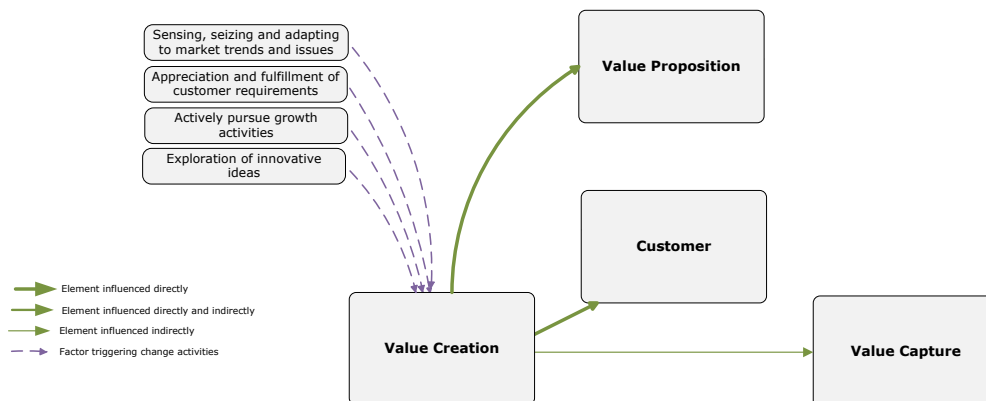 Sensing, seizing and adapting
to market trends and issues
Appreciation and fulfillment of
customer requirements
Actively pursue growth
activities
Exploration of innovative
ideas
Value Proposition
Customer
Element influenced directly
Element influenced directly and indirectly
Element influenced indirectly
Factor triggering change activities
Value Creation
Value Capture